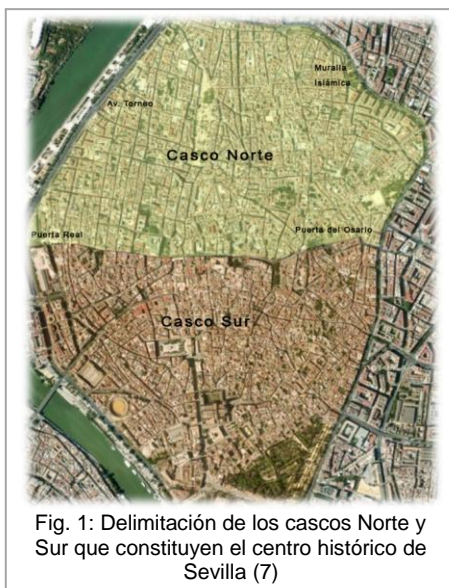 Muralla
Islámica
Av. Torneo
Casco Norte
Puerta Real
Puerta del Osario
Casco Sur
Fig. 1: Delimitación de los cascos Norte y
Sur que constituyen el centro histórico de
Sevilla (7)